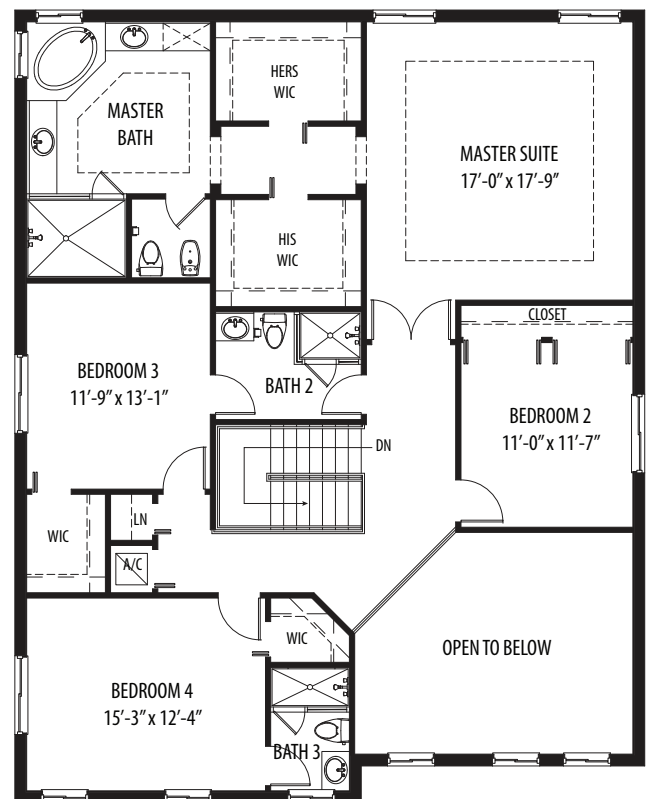 HERS
WIC
MASTER
BATH
MASTER SUITE
17'-0" x 17'-9"
HIS
WIC
CLOSET
BEDROOM 3
11'-9" x 13'-1"
BATH 2
BEDROOM 2
11'-0" x 11'-7"
DN
LN
WIC
A/C
WIC
OPEN TO BELOW
BEDROOM 4
15'-3" x 12'-4"
BATH 3